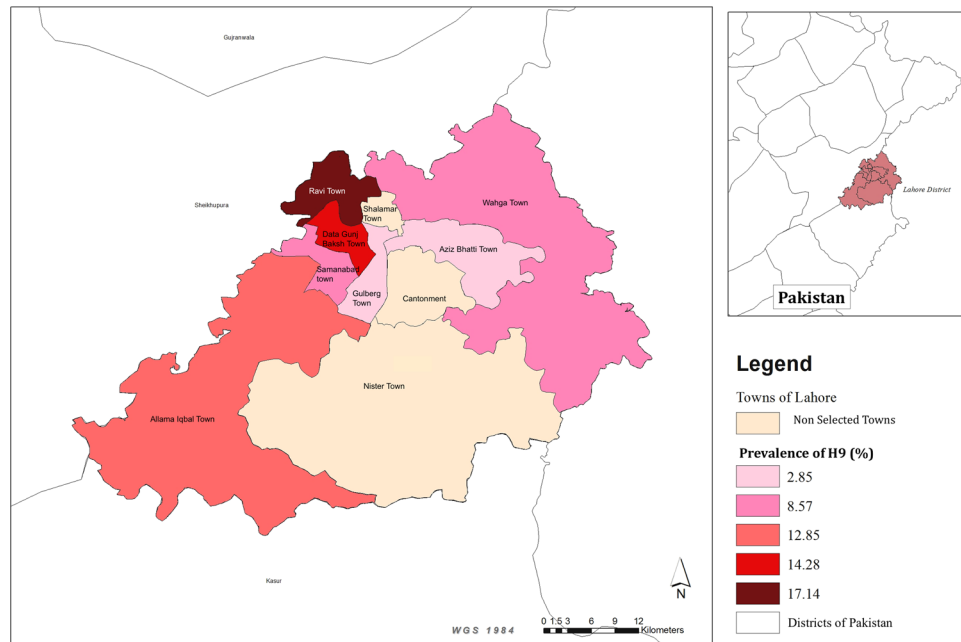 Gujranwala
Sheikhupura
Ravi Town
Shalamar
Town
Wahga Town
Data Gunj
Baksh Town
Aziz Bhatti Town
Samanabad
town
Gulberg
Town
Cantonment
Nister Town
Allama Iqbal Town
Kasur
N
WGS 1984
0 1.5 3 6 9 12
Kilometers
Lahore District
Pakistan
Legend
Towns of Lahore
Non Selected Towns
Prevalence of H9 (%)
2.85
8.57
12.85
14.28
17.14
Districts of Pakistan